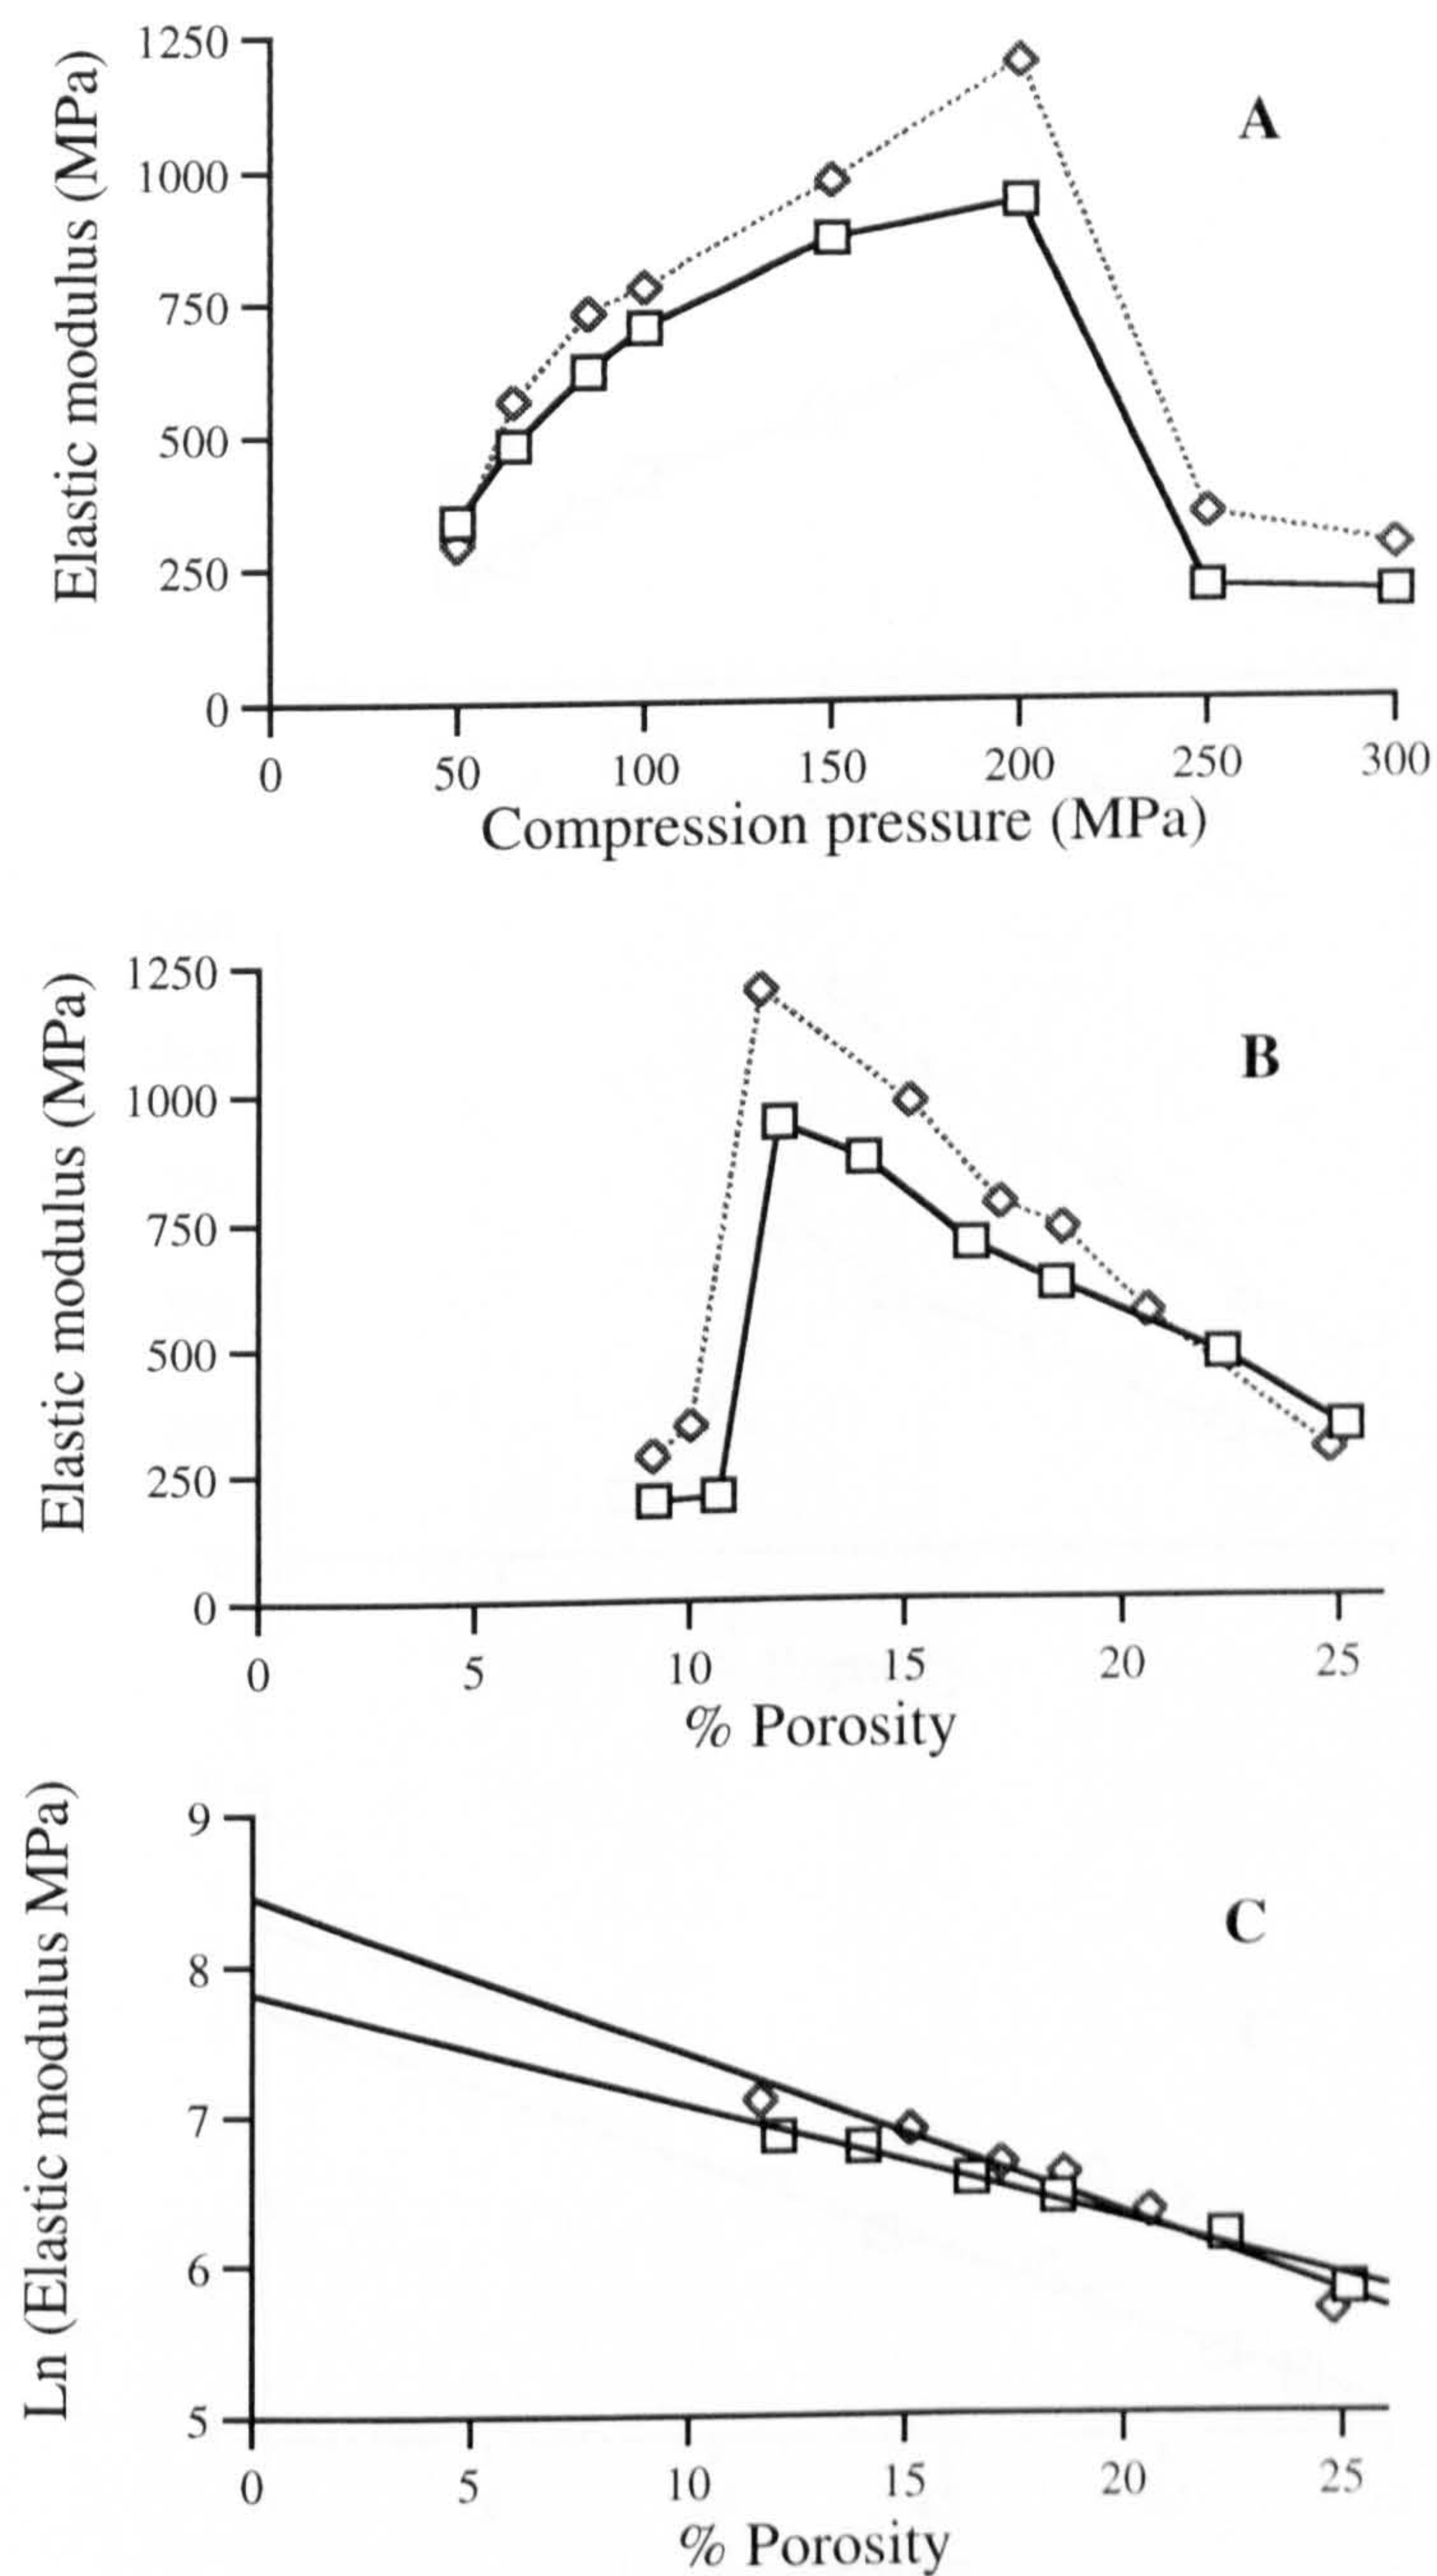 1250
1000
750
500
250
0
Elastic modulus (MPa)
A
0 50 100 150 200 250 300
Compression pressure (MPa)
1250
1000
750
500
250
0
Elastic modulus (MPa)
B
0 5 10 15 20 25
% Porosity
9
8
7
6
5
Ln (Elastic modulus MPa)
C
0 5 10 15 20 25
% Porosity